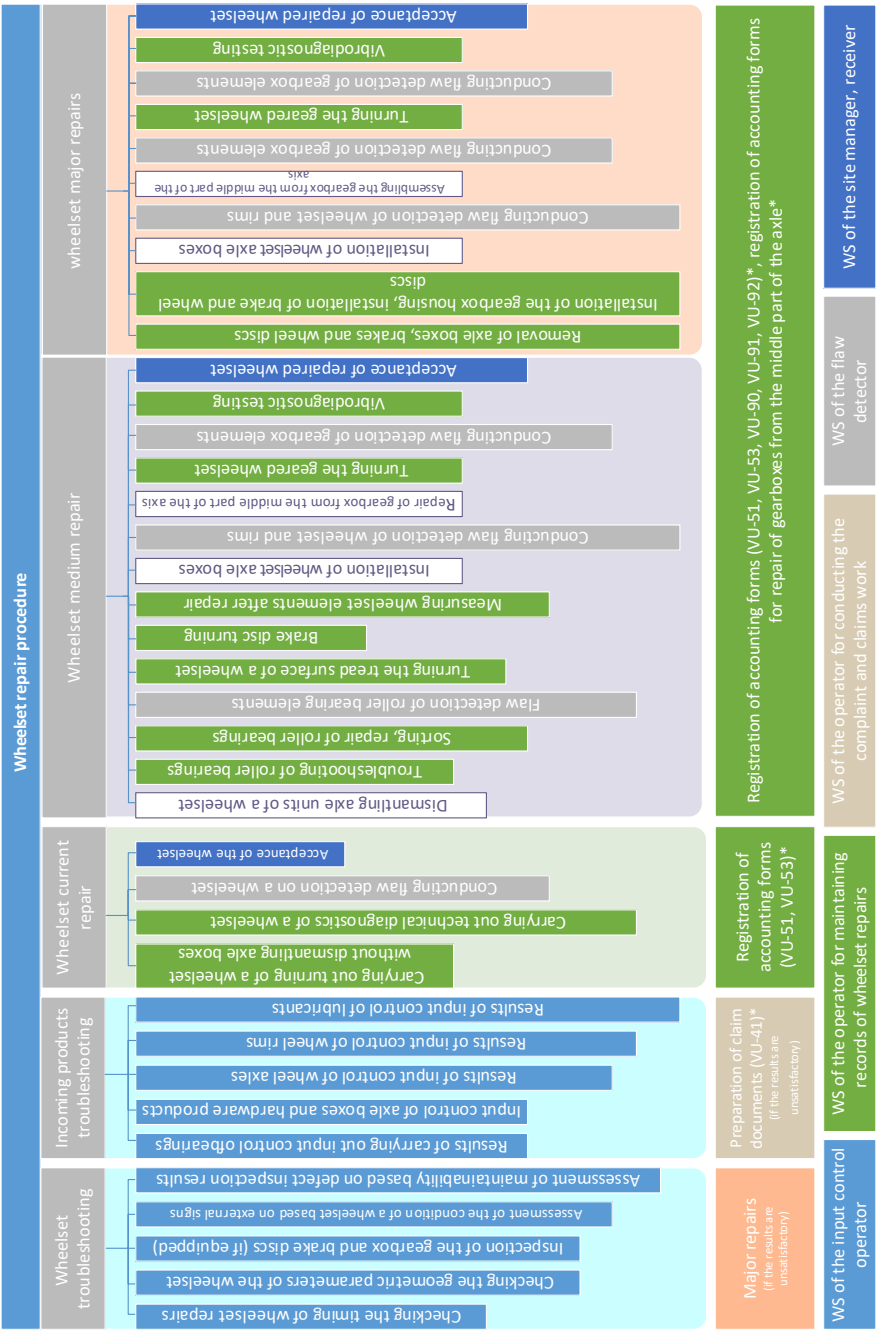 Wheelset repair procedure
Wheelset
troubleshooting
Checking the timing of wheelset repairs
Checking the geometric parameters of the wheelset
Inspection of the gearbox and brake discs (if equipped)
Assessment of the condition of a wheelset based on external signs
Assessment of maintainability based on defect inspection results
Incoming products
troubleshooting
Results of carrying out input control ofbearings
Input control of axle boxes and hardware products
Results of input control of wheel axles
Results of input control of wheel rims
Results of input control of lubricants
Wheelset current
repair
Carrying out turning of a wheelset
without dismantling axle boxes
Carrying out technical diagnostics of a wheelset
Conducting flaw detection on a wheelset
Acceptance of the wheelset
Wheelset medium repair
Dismantling axle units of a wheelset
Troubleshooting of roller bearings
Sorting, repair of roller bearings
Flaw detection of roller bearing elements
Turning the tread surface of a wheelset
Brake disc turning
Measuring wheelset elements after repair
Installation of wheelset axle boxes
Conducting flaw detection of wheelset and rims
Repair of gearbox from the middle part of the axis
Turning the geared wheelset
Conducting flaw detection of gearbox elements
Vibrodiagnostic testing
Acceptance of repaired wheelset
wheelset major repairs
Removal of axle boxes, brakes and wheel discs
Installation of the gearbox housing, installation of brake and wheel
discs
Installation of wheelset axle boxes
Conducting flaw detection of wheelset and rims
Assembling the gearbox from the middle part of the
axis
Conducting flaw detection of gearbox elements
Turning the geared wheelset
Conducting flaw detection of gearbox elements
Vibrodiagnostic testing
Acceptance of repaired wheelset
Major repairs
(if the results are
unsatisfactory)
Preparation of claim
documents (VU-41)*
(if the results are
unsatisfactory)
Registration of
accounting forms
(VU-51, VU-53)*
Registration of accounting forms (VU-51, VU-53, VU-90, VU-91, VU-92)*, registration of accounting forms
for repair of gearboxes from the middle part of the axle*
WS of the input control
operator
WS of the operator for maintaining
records of wheelset repairs
WS of the operator for conducting the
complaint and claims work
WS of the flaw
detector
WS of the site manager, receiver